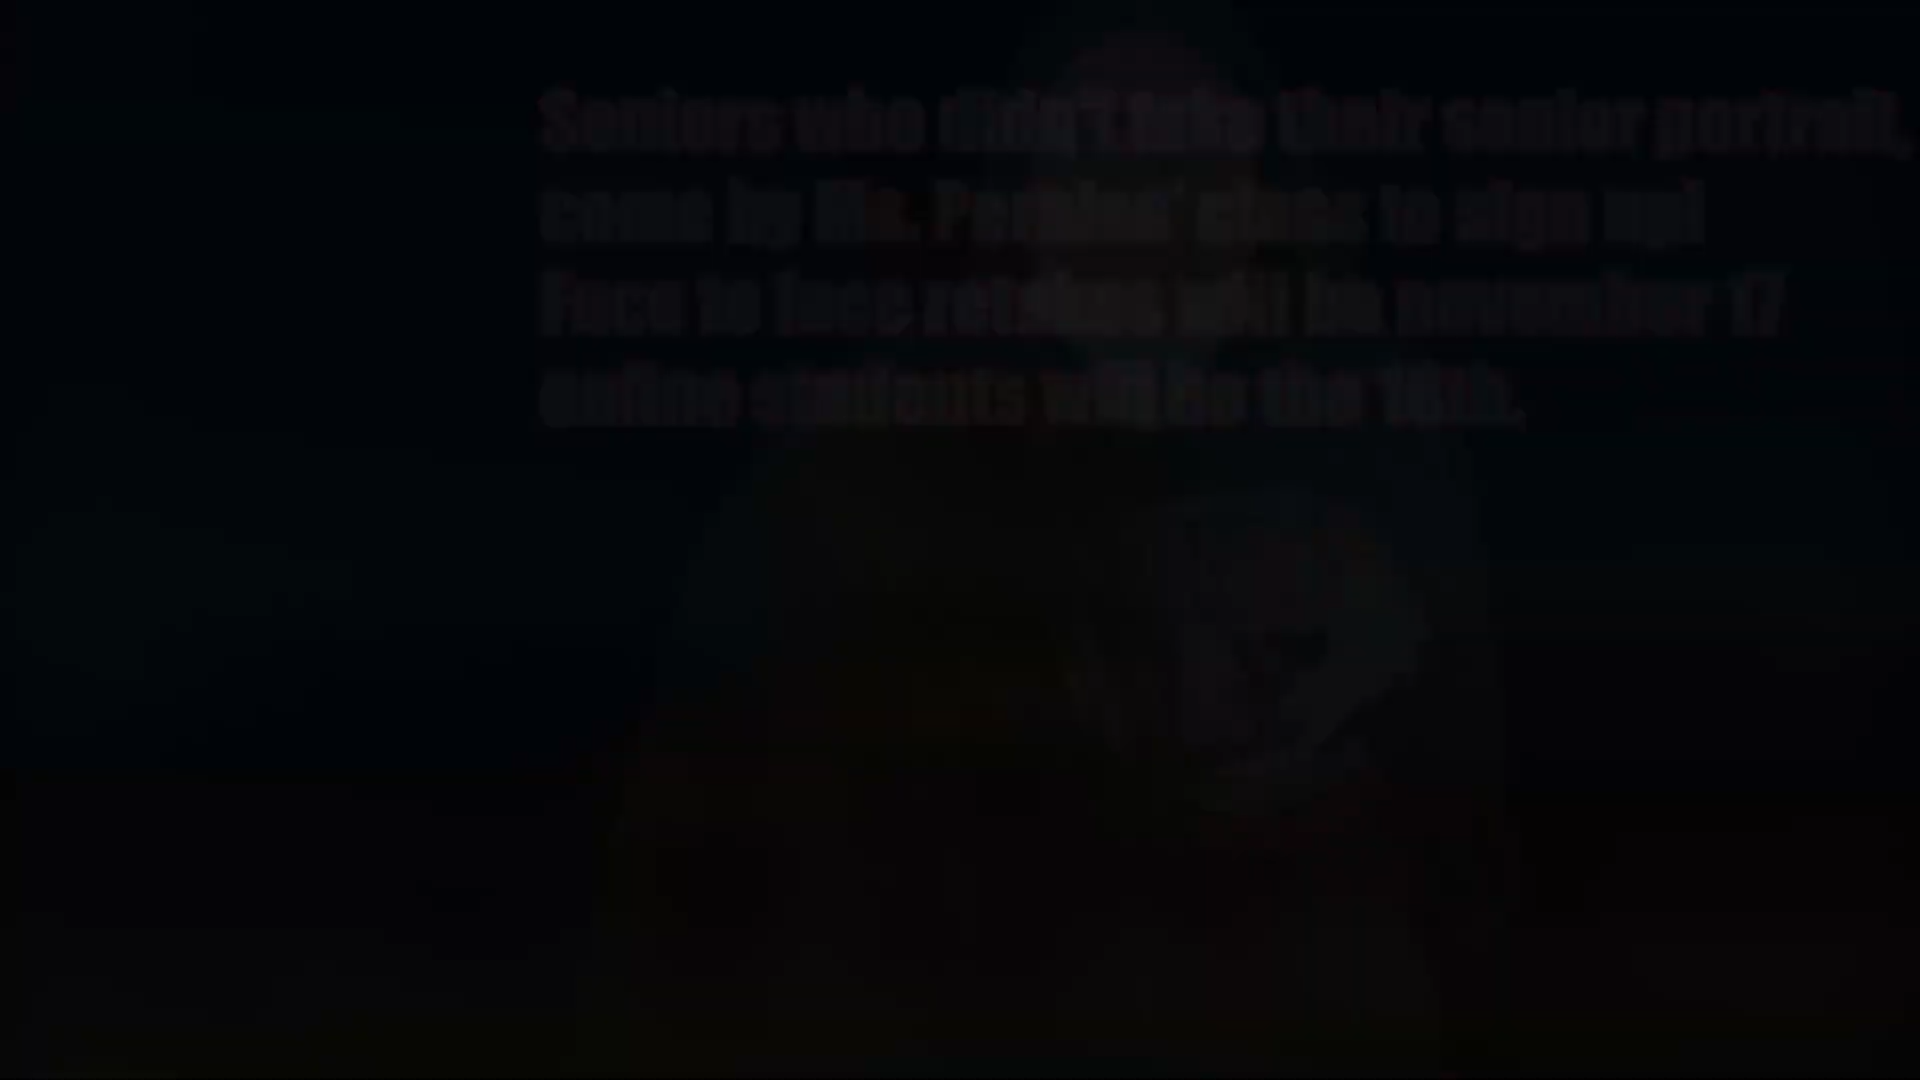 Seniors who didn't take their senior portrait,
come by Ms. Perkins' class to sign up!
Face to face retakes will be november 17
online students will be the 18th.